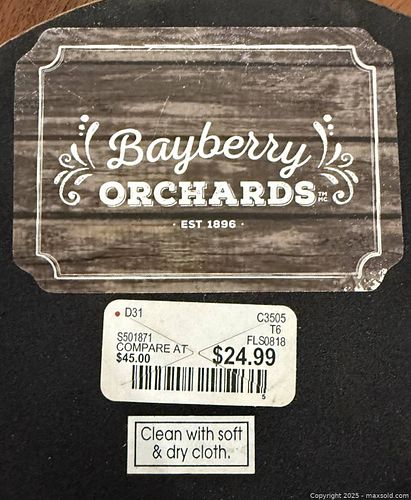 Bayberry
ORCHARDS TM MC
· EST 1896 ·
D31 C3505
T6
S501871 FLS0818
COMPARE AT
$45.00 $24.99
5
Clean with soft
& dry cloth.
Copyright 2025 - maxsold.com